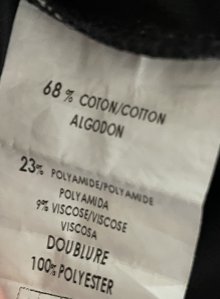 68% COTON/COTTON
ALGODON
23% POLYAMIDE/POLYAMIDE
POLYAMIDA
9% VISCOSE/VISCOSE
VISCOSA
DOUBLURE
100% POLYESTER